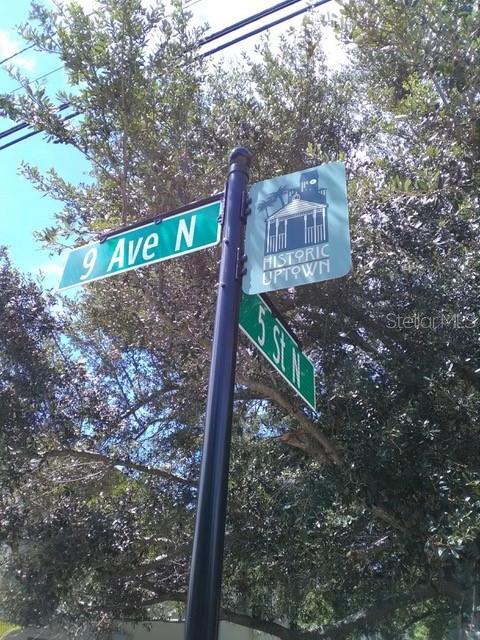 9 Ave N
HISTORIC
UPTOWN
5 St N
StellarMLS